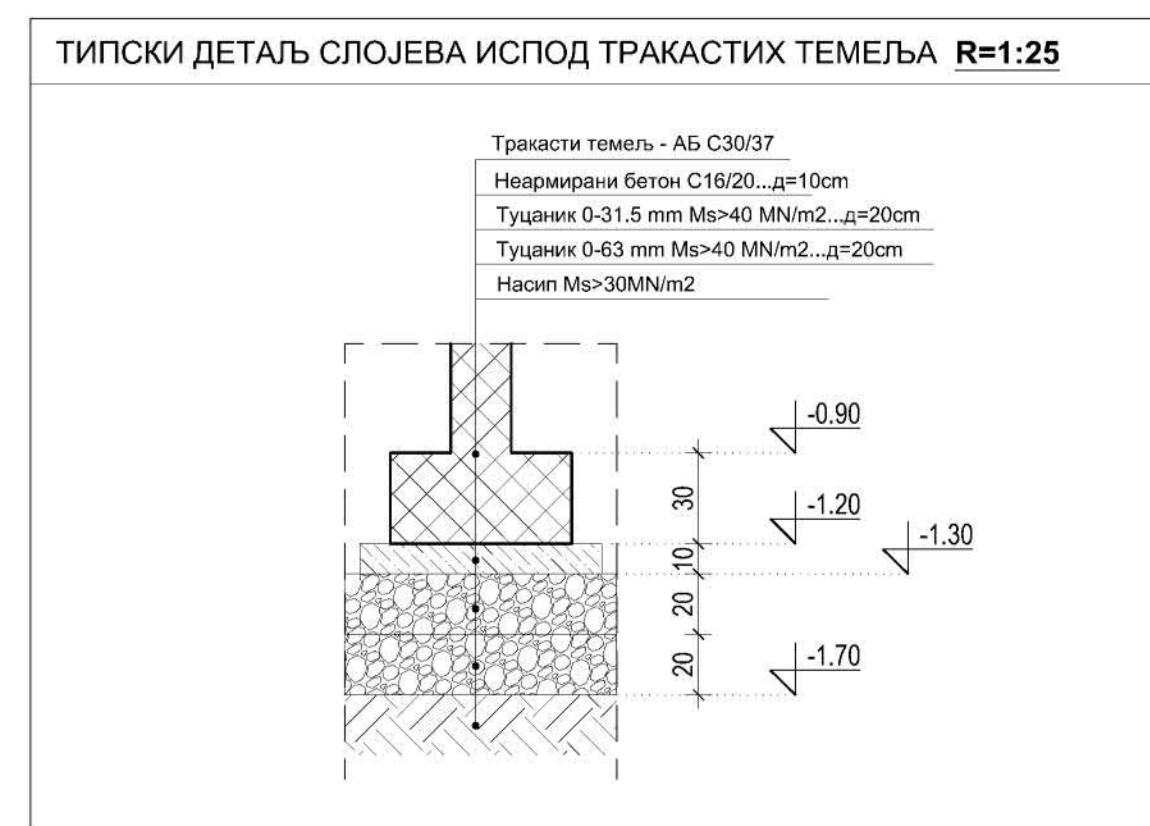 ТИПСКИ ДЕТАЉ СЛОЈЕВА ИСПОД ТРАКАСТИХ ТЕМЕЉА R=1:25
Тракасти темељ - АБ C30/37
Неармирани бетон C16/20...д=10cm
Туцаник 0-31.5 mm Ms>40 MN/m2...д=20cm
Туцаник 0-63 mm Ms>40 MN/m2...д=20cm
Насип Ms>30MN/m2
-0.90
30
-1.20
-1.30
10
20
20
-1.70